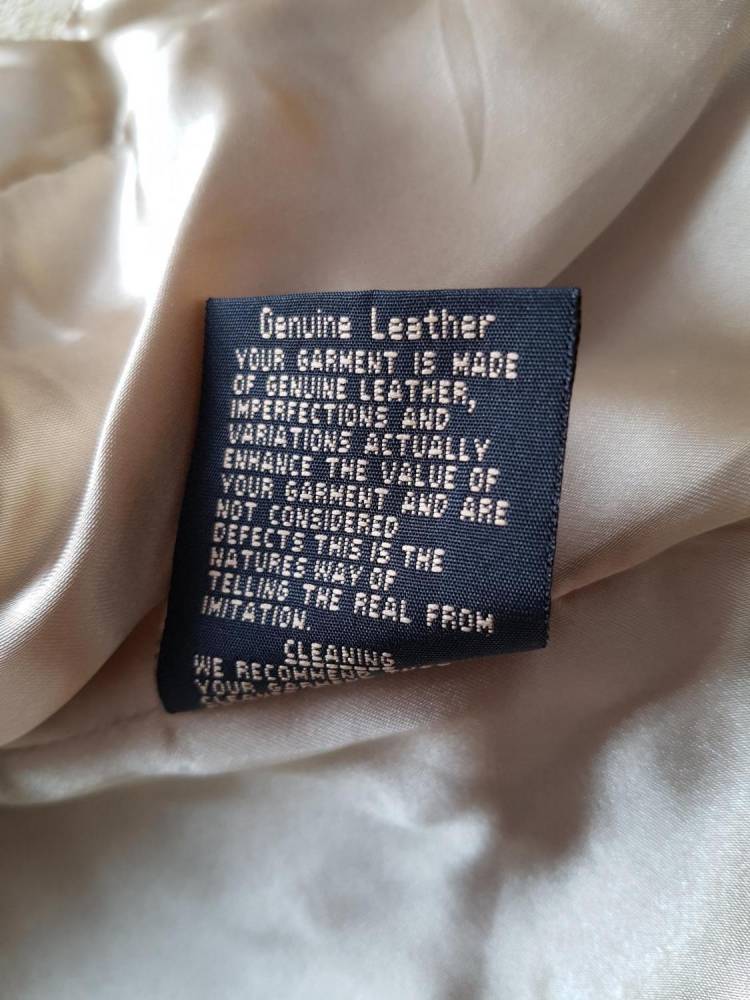 Genuine Leather
YOUR GARMENT IS MADE
OF GENUINE LEATHER,
IMPERFECTIONS AND
VARIATIONS ACTUALLY
ENHANCE THE VALUE OF
YOUR GARMENT AND ARE
NOT CONSIDERED
DEFECTS THIS IS THE
NATURES WAY OF
TELLING THE REAL FROM
IMITATION.
CLEANING
WE RECOMMEND
YOUR